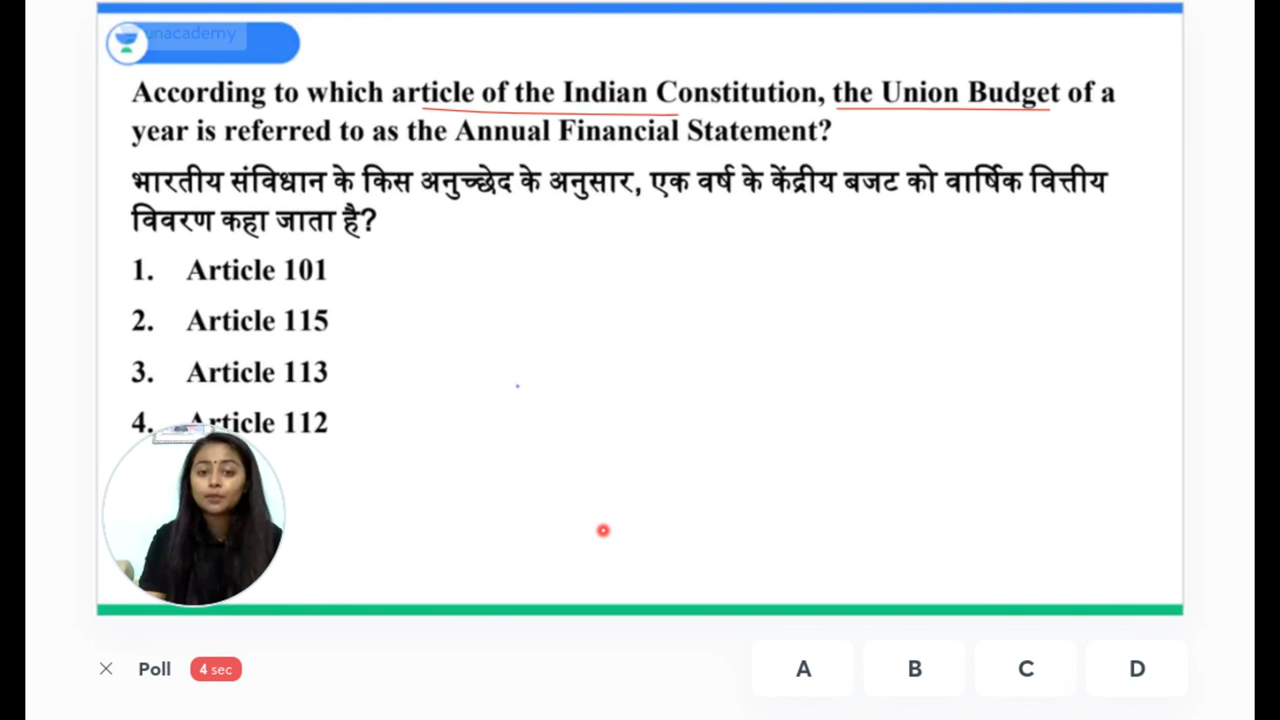 unacademy
According to which article of the Indian Constitution, the Union Budget of a
year is referred to as the Annual Financial Statement?
भारतीय संविधान के किस अनुच्छेद के अनुसार, एक वर्ष के केंद्रीय बजट को वार्षिक वित्तीय
विवरण कहा जाता है?
1. Article 101
2. Article 115
3. Article 113
4. Article 112
Poll 4 sec A B C D